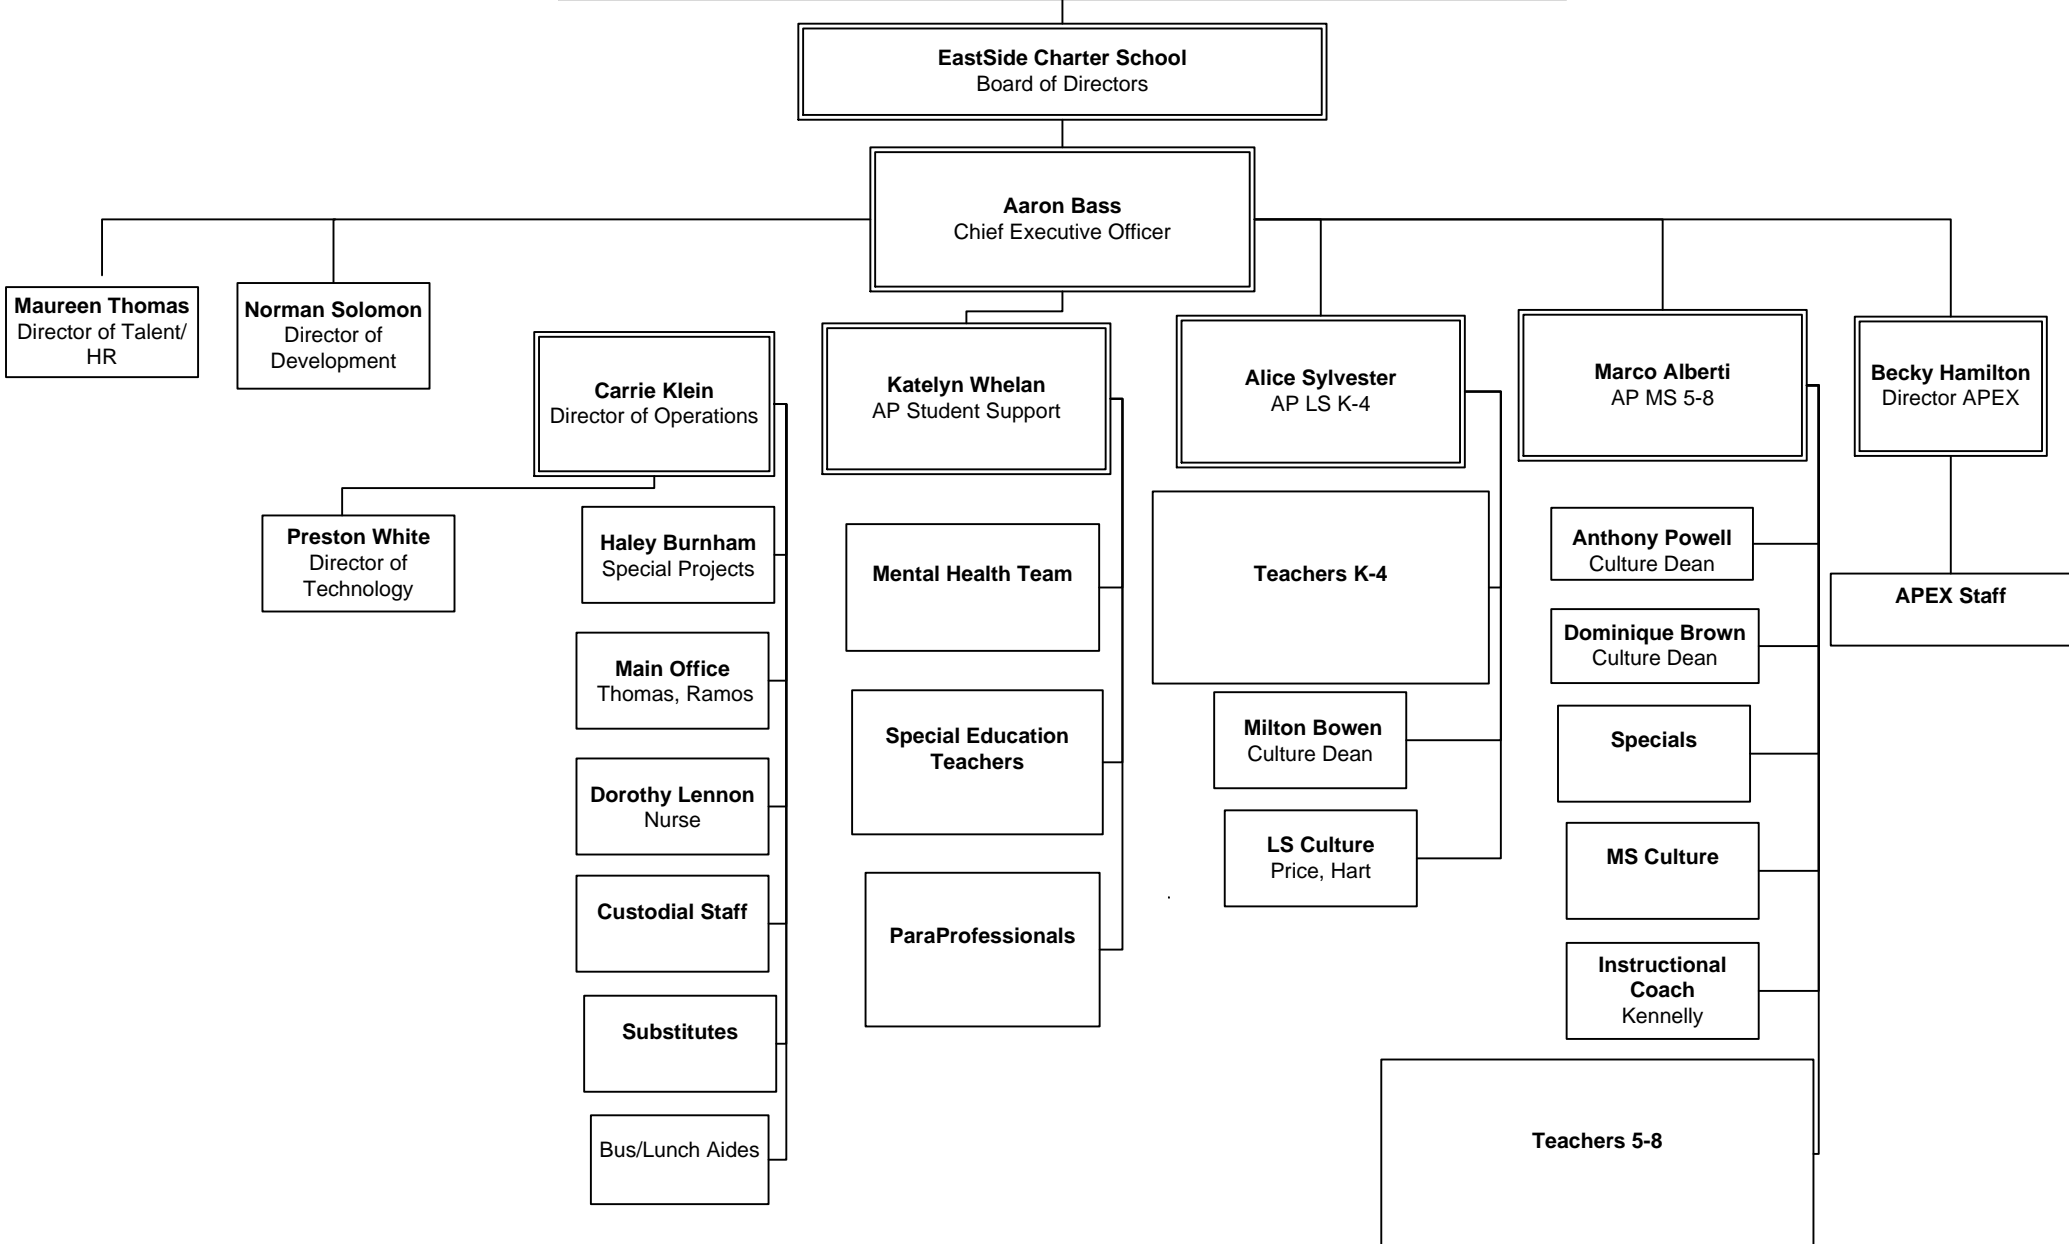 EastSide Charter School
Board of Directors
Aaron Bass
Chief Executive Officer
Maureen Thomas
Director of Talent/
HR
Norman Solomon
Director of
Development
Carrie Klein
Director of Operations
Katelyn Whelan
AP Student Support
Alice Sylvester
AP LS K-4
Marco Alberti
AP MS 5-8
Becky Hamilton
Director APEX
Preston White
Director of
Technology
Haley Burnham
Special Projects
Main Office
Thomas, Ramos
Dorothy Lennon
Nurse
Custodial Staff
Substitutes
Bus/Lunch Aides
Mental Health Team
Special Education
Teachers
ParaProfessionals
Teachers K-4
Milton Bowen
Culture Dean
LS Culture
Price, Hart
Anthony Powell
Culture Dean
Dominique Brown
Culture Dean
Specials
MS Culture
Instructional
Coach
Kennelly
Teachers 5-8
APEX Staff